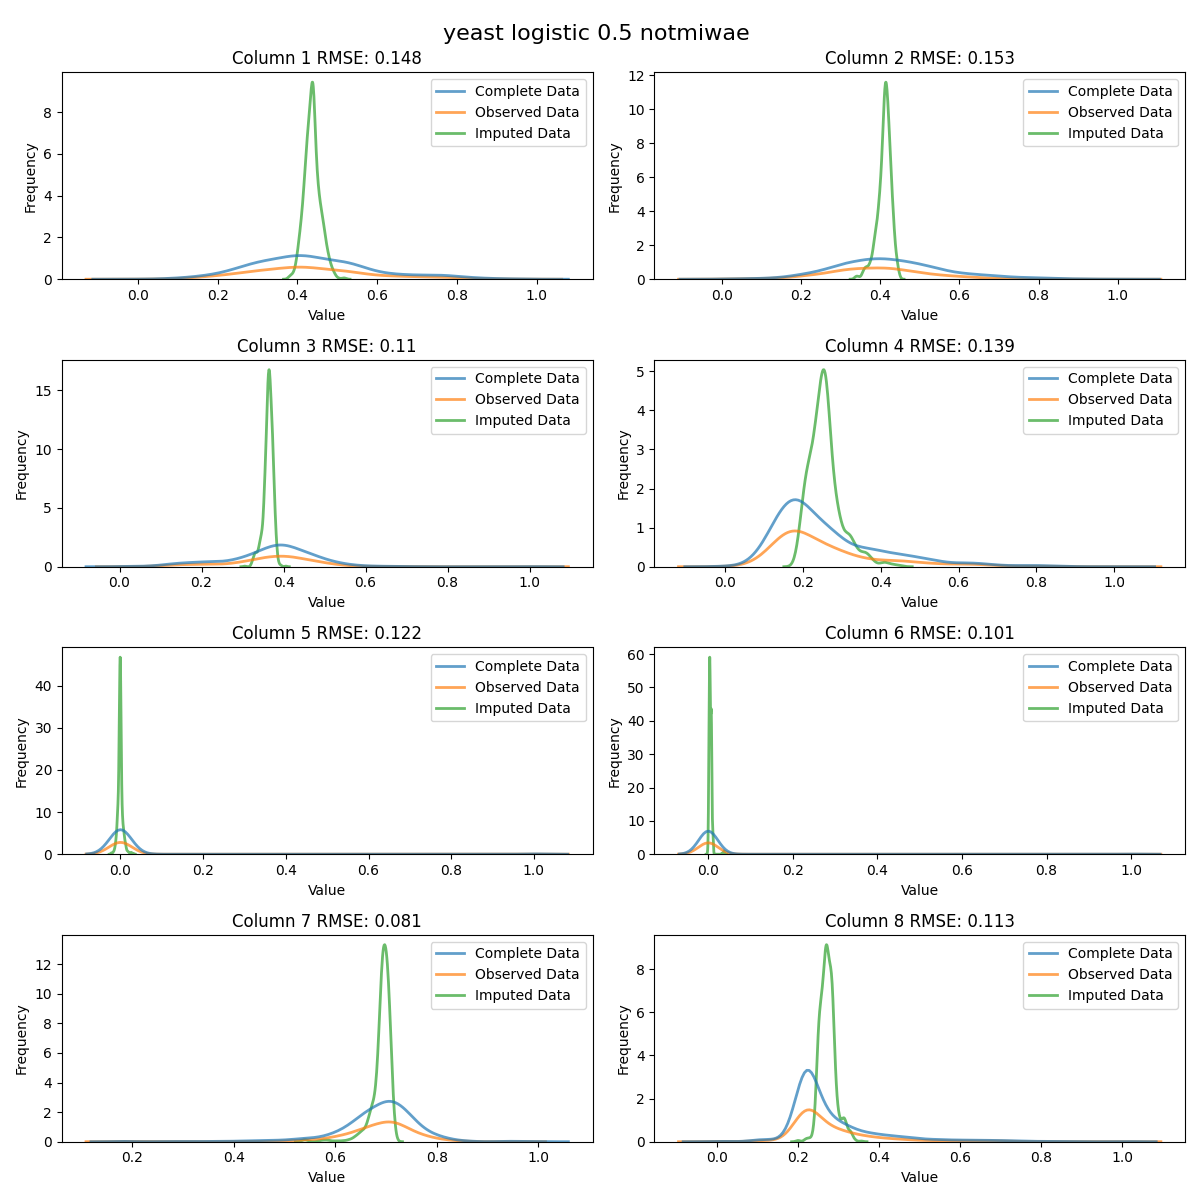 yeast logistic 0.5 notmiwae
Column 1 RMSE: 0.148
Frequency
8
6
4
2
0
0.0 0.2 0.4 0.6 0.8 1.0
Value
Complete Data
Observed Data
Imputed Data
Column 2 RMSE: 0.153
Frequency
12
10
8
6
4
2
0
0.0 0.2 0.4 0.6 0.8 1.0
Value
Complete Data
Observed Data
Imputed Data
Column 3 RMSE: 0.11
Frequency
15
10
5
0
0.0 0.2 0.4 0.6 0.8 1.0
Value
Complete Data
Observed Data
Imputed Data
Column 4 RMSE: 0.139
Frequency
5
4
3
2
1
0
0.0 0.2 0.4 0.6 0.8 1.0
Value
Complete Data
Observed Data
Imputed Data
Column 5 RMSE: 0.122
Frequency
40
30
20
10
0
0.0 0.2 0.4 0.6 0.8 1.0
Value
Complete Data
Observed Data
Imputed Data
Column 6 RMSE: 0.101
Frequency
60
50
40
30
20
10
0
0.0 0.2 0.4 0.6 0.8 1.0
Value
Complete Data
Observed Data
Imputed Data
Column 7 RMSE: 0.081
Frequency
12
10
8
6
4
2
0
0.2 0.4 0.6 0.8 1.0
Value
Complete Data
Observed Data
Imputed Data
Column 8 RMSE: 0.113
Frequency
8
6
4
2
0
0.0 0.2 0.4 0.6 0.8 1.0
Value
Complete Data
Observed Data
Imputed Data